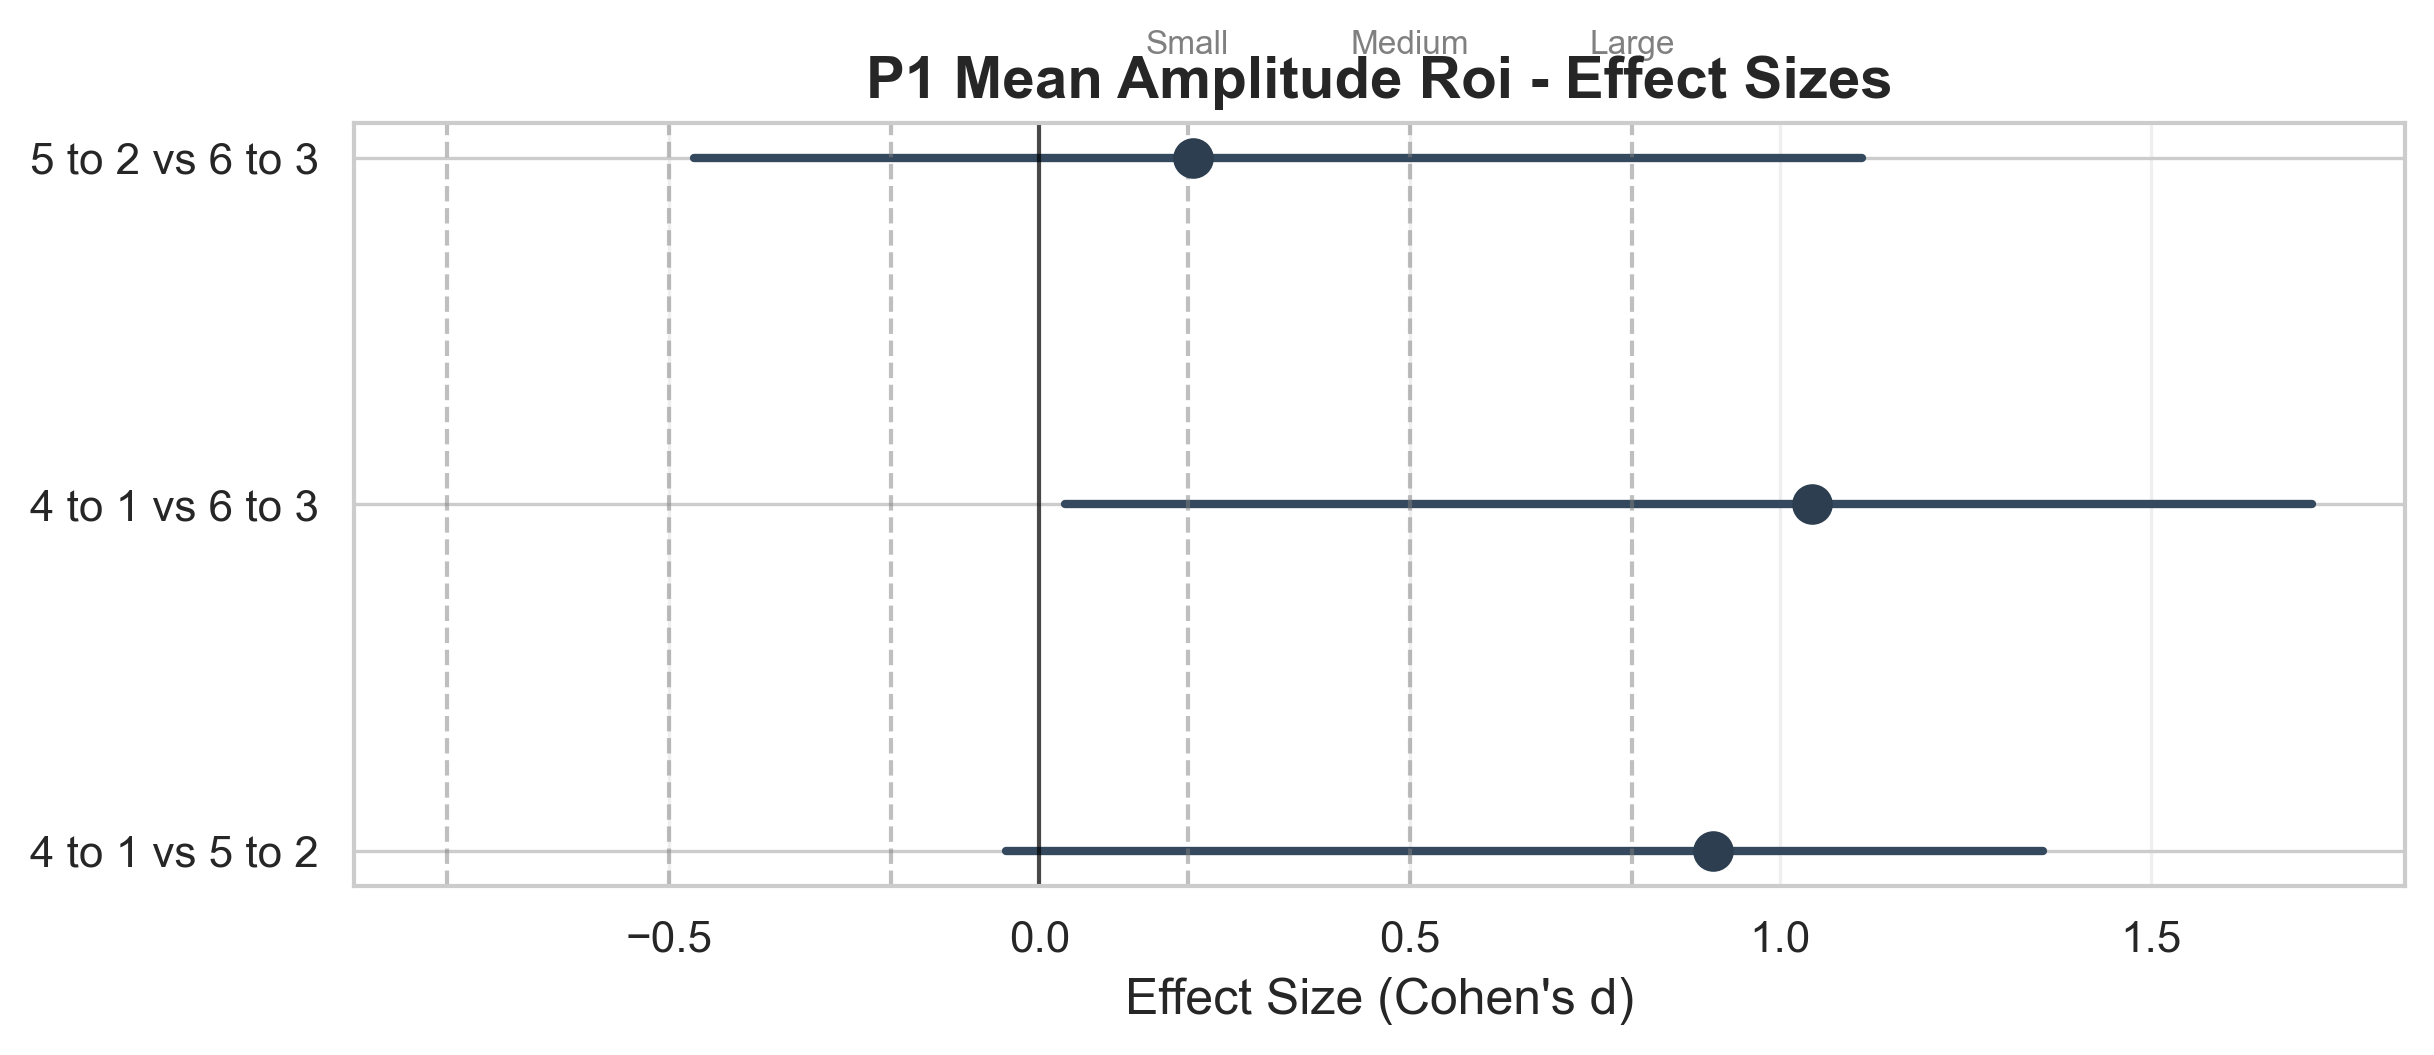 Small Medium Large
P1 Mean Amplitude Roi - Effect Sizes
5 to 2 vs 6 to 3
4 to 1 vs 6 to 3
4 to 1 vs 5 to 2
−0.5 0.0 0.5 1.0 1.5
Effect Size (Cohen's d)